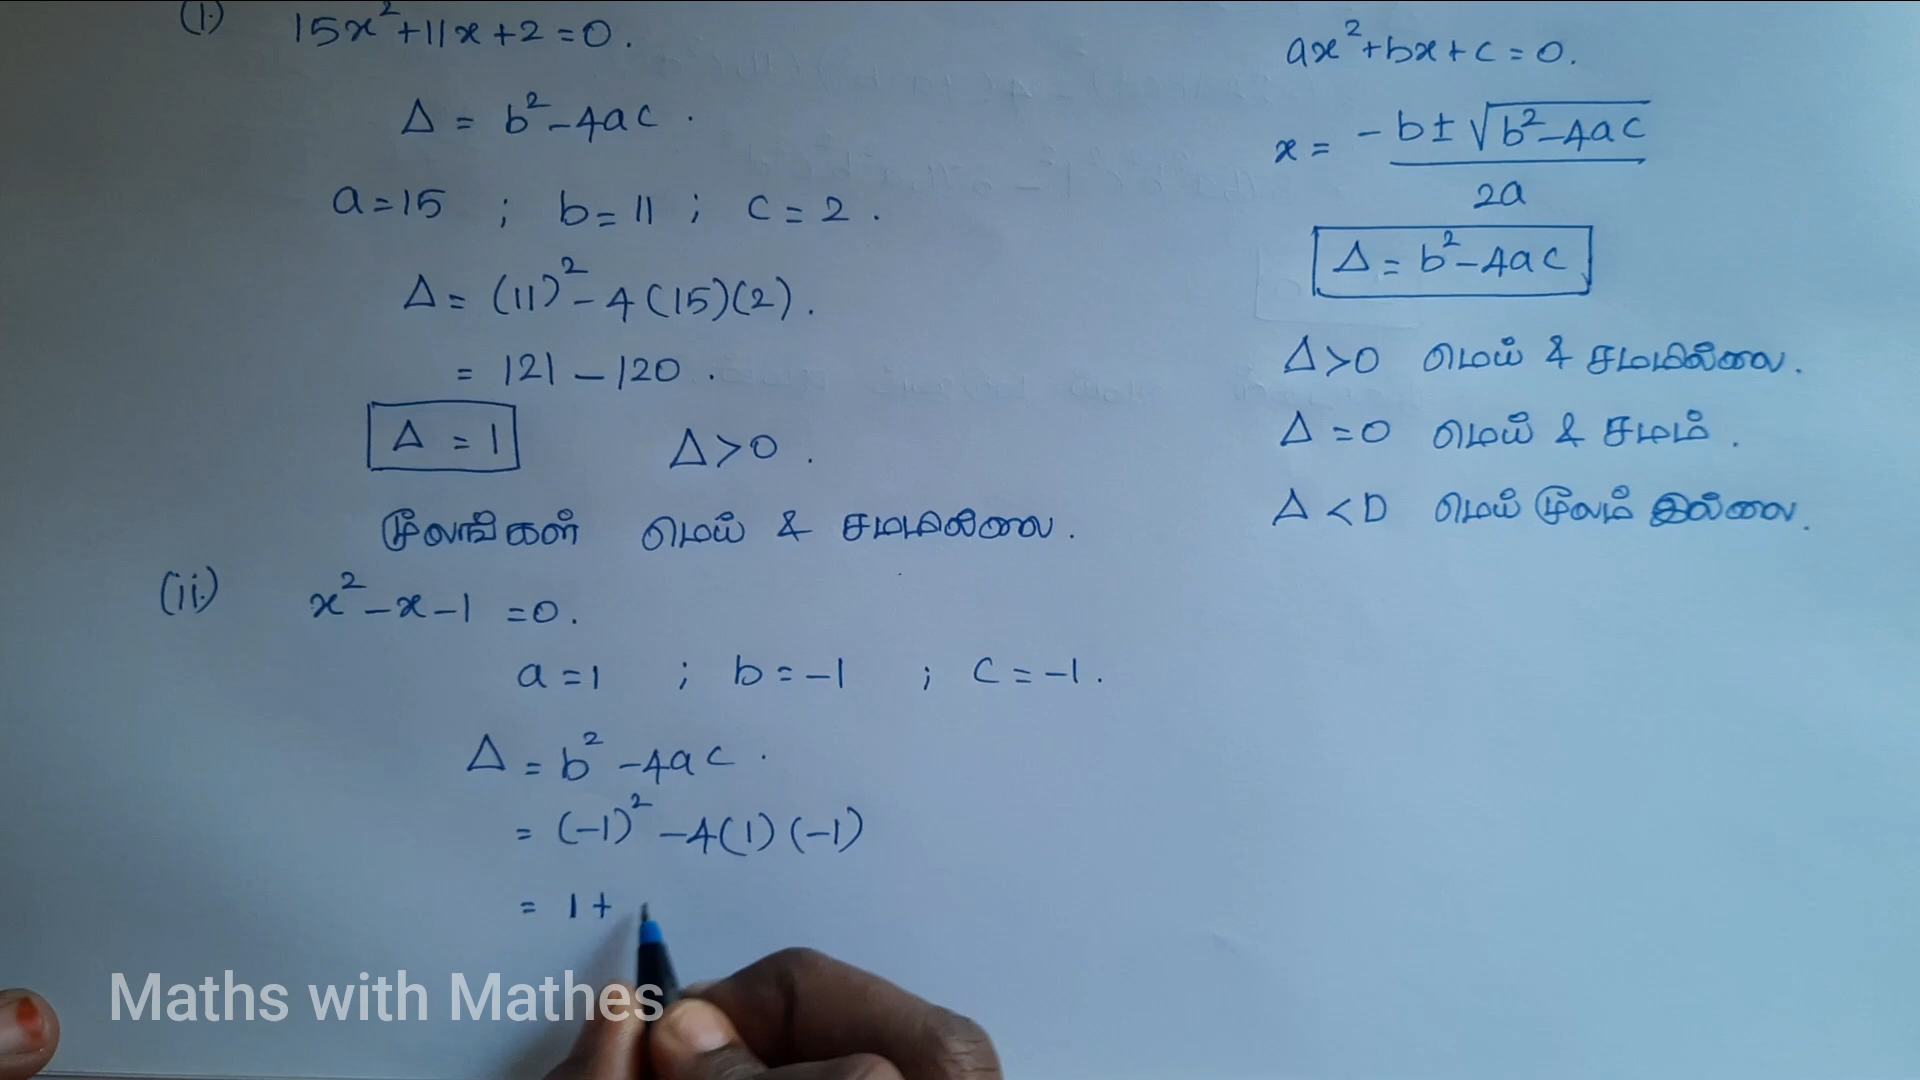 (i) 15x²+11x+2=0.
Δ = b²-4ac.
a=15 ; b=11 ; c=2.
Δ= (11)²-4(15)(2).
= 121-120.
Δ = 1 Δ>0.
மூலங்கள் மெய் & சமமில்லை.
(ii) x²-x-1 =0.
a=1 ; b=-1 ; c=-1.
Δ = b²-4ac.
= (-1)²-4(1)(-1)
= 1+
ax²+bx+c=0.
x = -b±√b²-4ac / 2a
Δ= b²-4ac
Δ>0 மெய் & சமமில்லை.
Δ=0 மெய் & சமம்.
Δ<0 மெய் மூலம் இல்லை.
Maths with Mathes